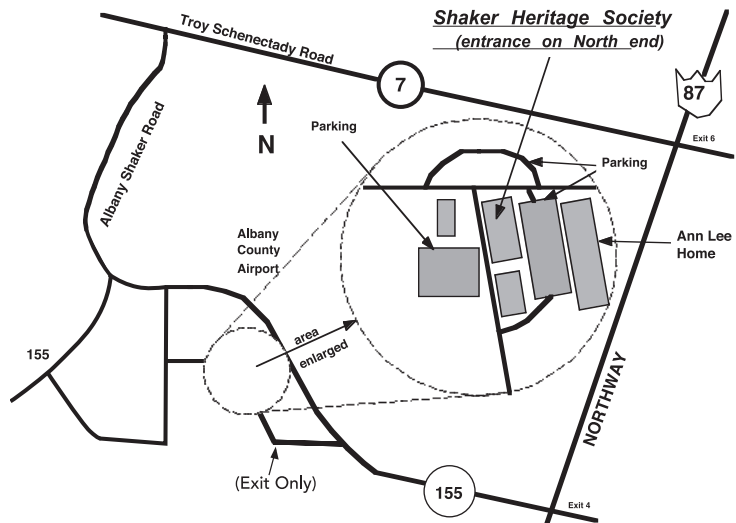 Shaker Heritage Society
(entrance on North end)
Troy Schenectady Road
7
87
Exit 6
N
Parking
Parking
Albany Shaker Road
Albany
County
Airport
Ann Lee
Home
area
enlarged
155
NORTHWAY
(Exit Only)
155
Exit 4